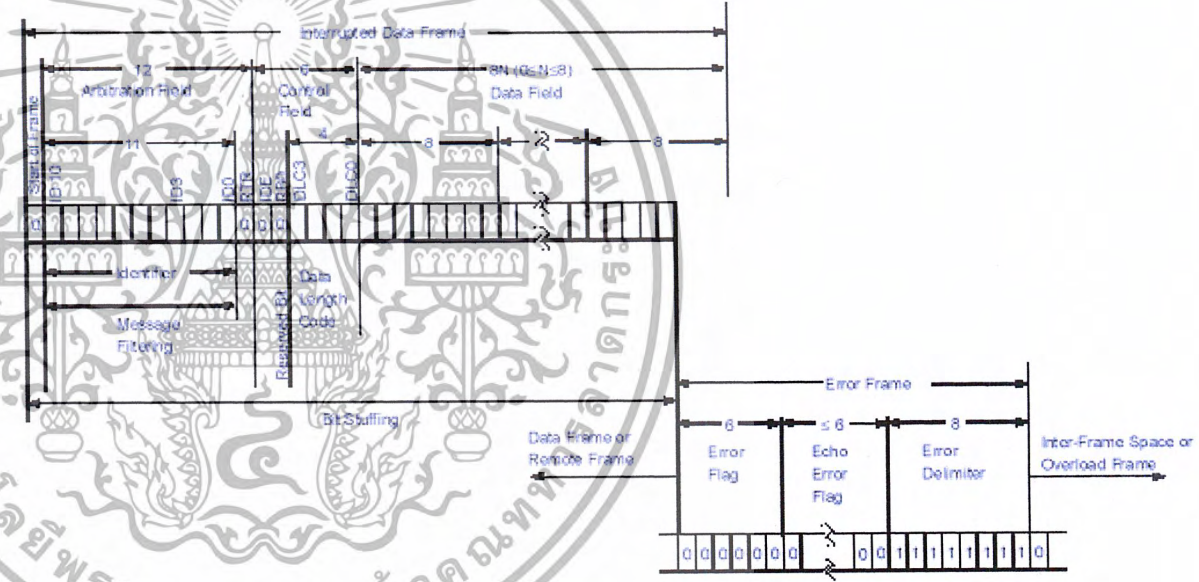 Interrupted Data Frame
12
Arbitration Field
6
Control
Field
8N (0≤N≤8)
Data Field
Start of Frame
11
4
8
8
ID 10
ID3
ID0
RTR
IDE
RB0
DLC3
DLC0
0 0 0 0
Identifier
Message
Filtering
Reserved Bit
Data
Length
Code
Bit Stuffing
Error Frame
Data Frame or
Remote Frame
6
Error
Flag
≤ 6
Echo
Error
Flag
8
Error
Delimiter
Inter-Frame Space or
Overload Frame
0 0 0 0 0 0 0 0 0 1 1 1 1 1 1 1 1 0